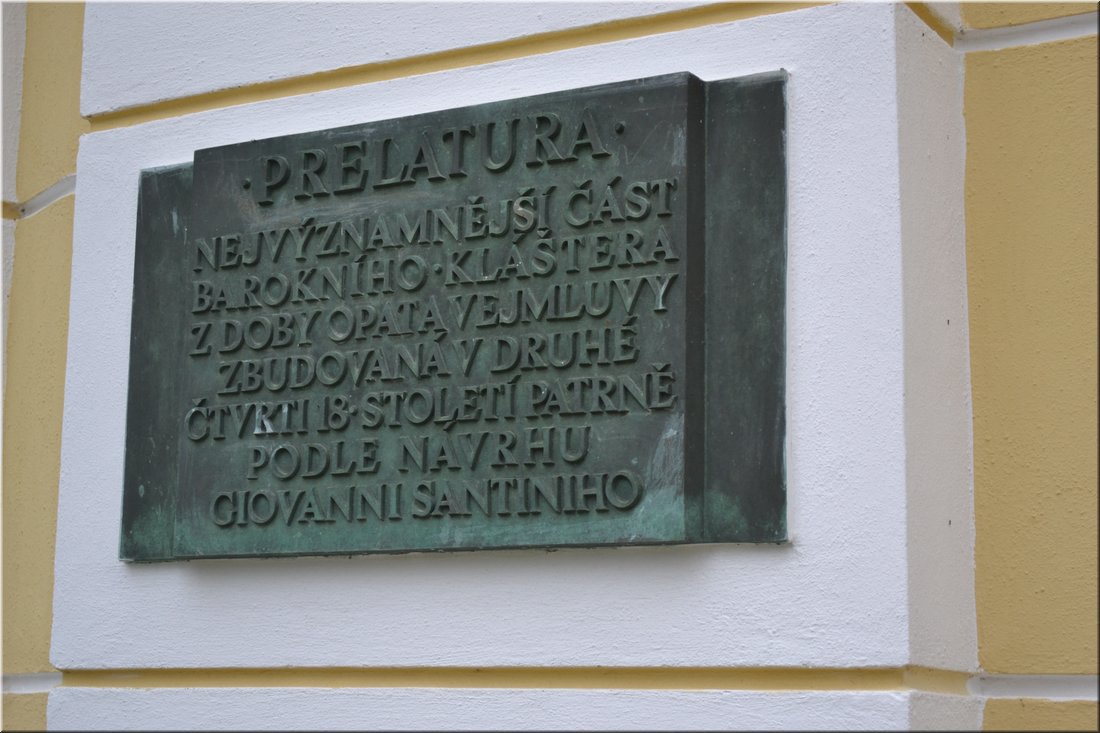 · PRELATURA ·
NEJVÝZNAMNĚJŠÍ ČÁST
BAROKNÍHO · KLÁŠTERA
Z DOBY OPATA VEJMLUVY
ZBUDOVANÁ V DRUHÉ
ČTVRTI 18· STOLETÍ PATRNĚ
PODLE NÁVRHU
GIOVANNI SANTINIHO